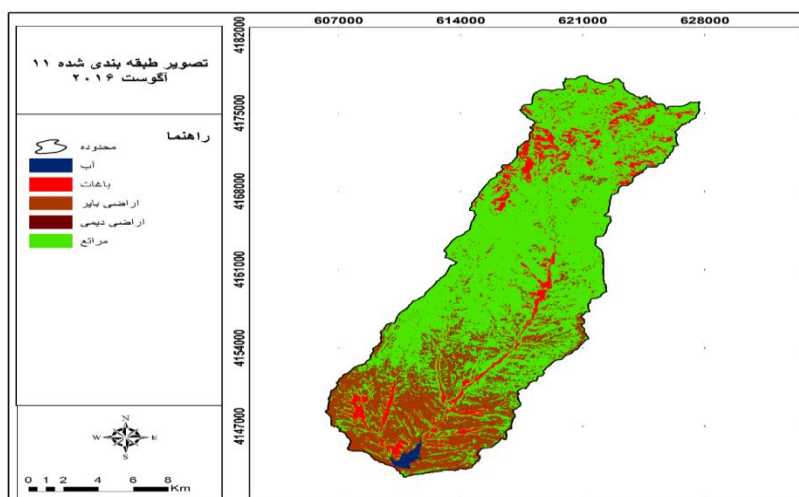 تصویر طبقه بندی شده ۱۱
آگوست ۲۰۱۶
راهنما
محدوده
آب
باغات
اراضی بایر
اراضی دیمی
مراتع
N
W E
S
0 1 2 4 6 8
Km
607000 614000 621000 628000
4182000
4175000
4168000
4161000
4154000
4147000